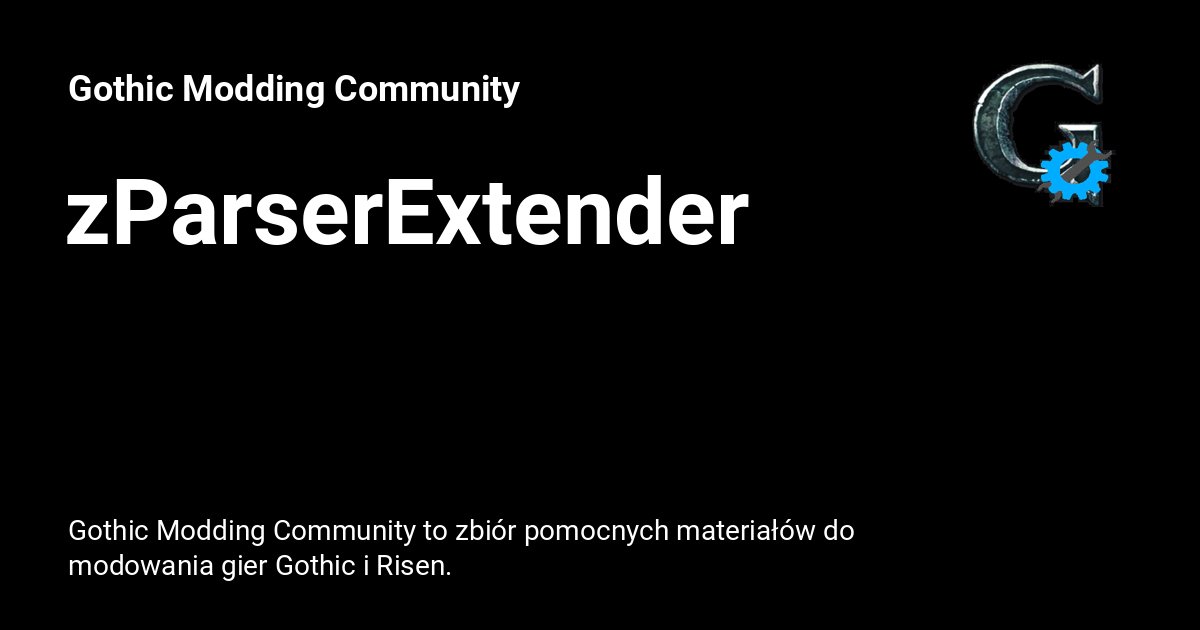 Gothic Modding Community
zParserExtender
Gothic Modding Community to zbiór pomocnych materiałów do
modowania gier Gothic i Risen.